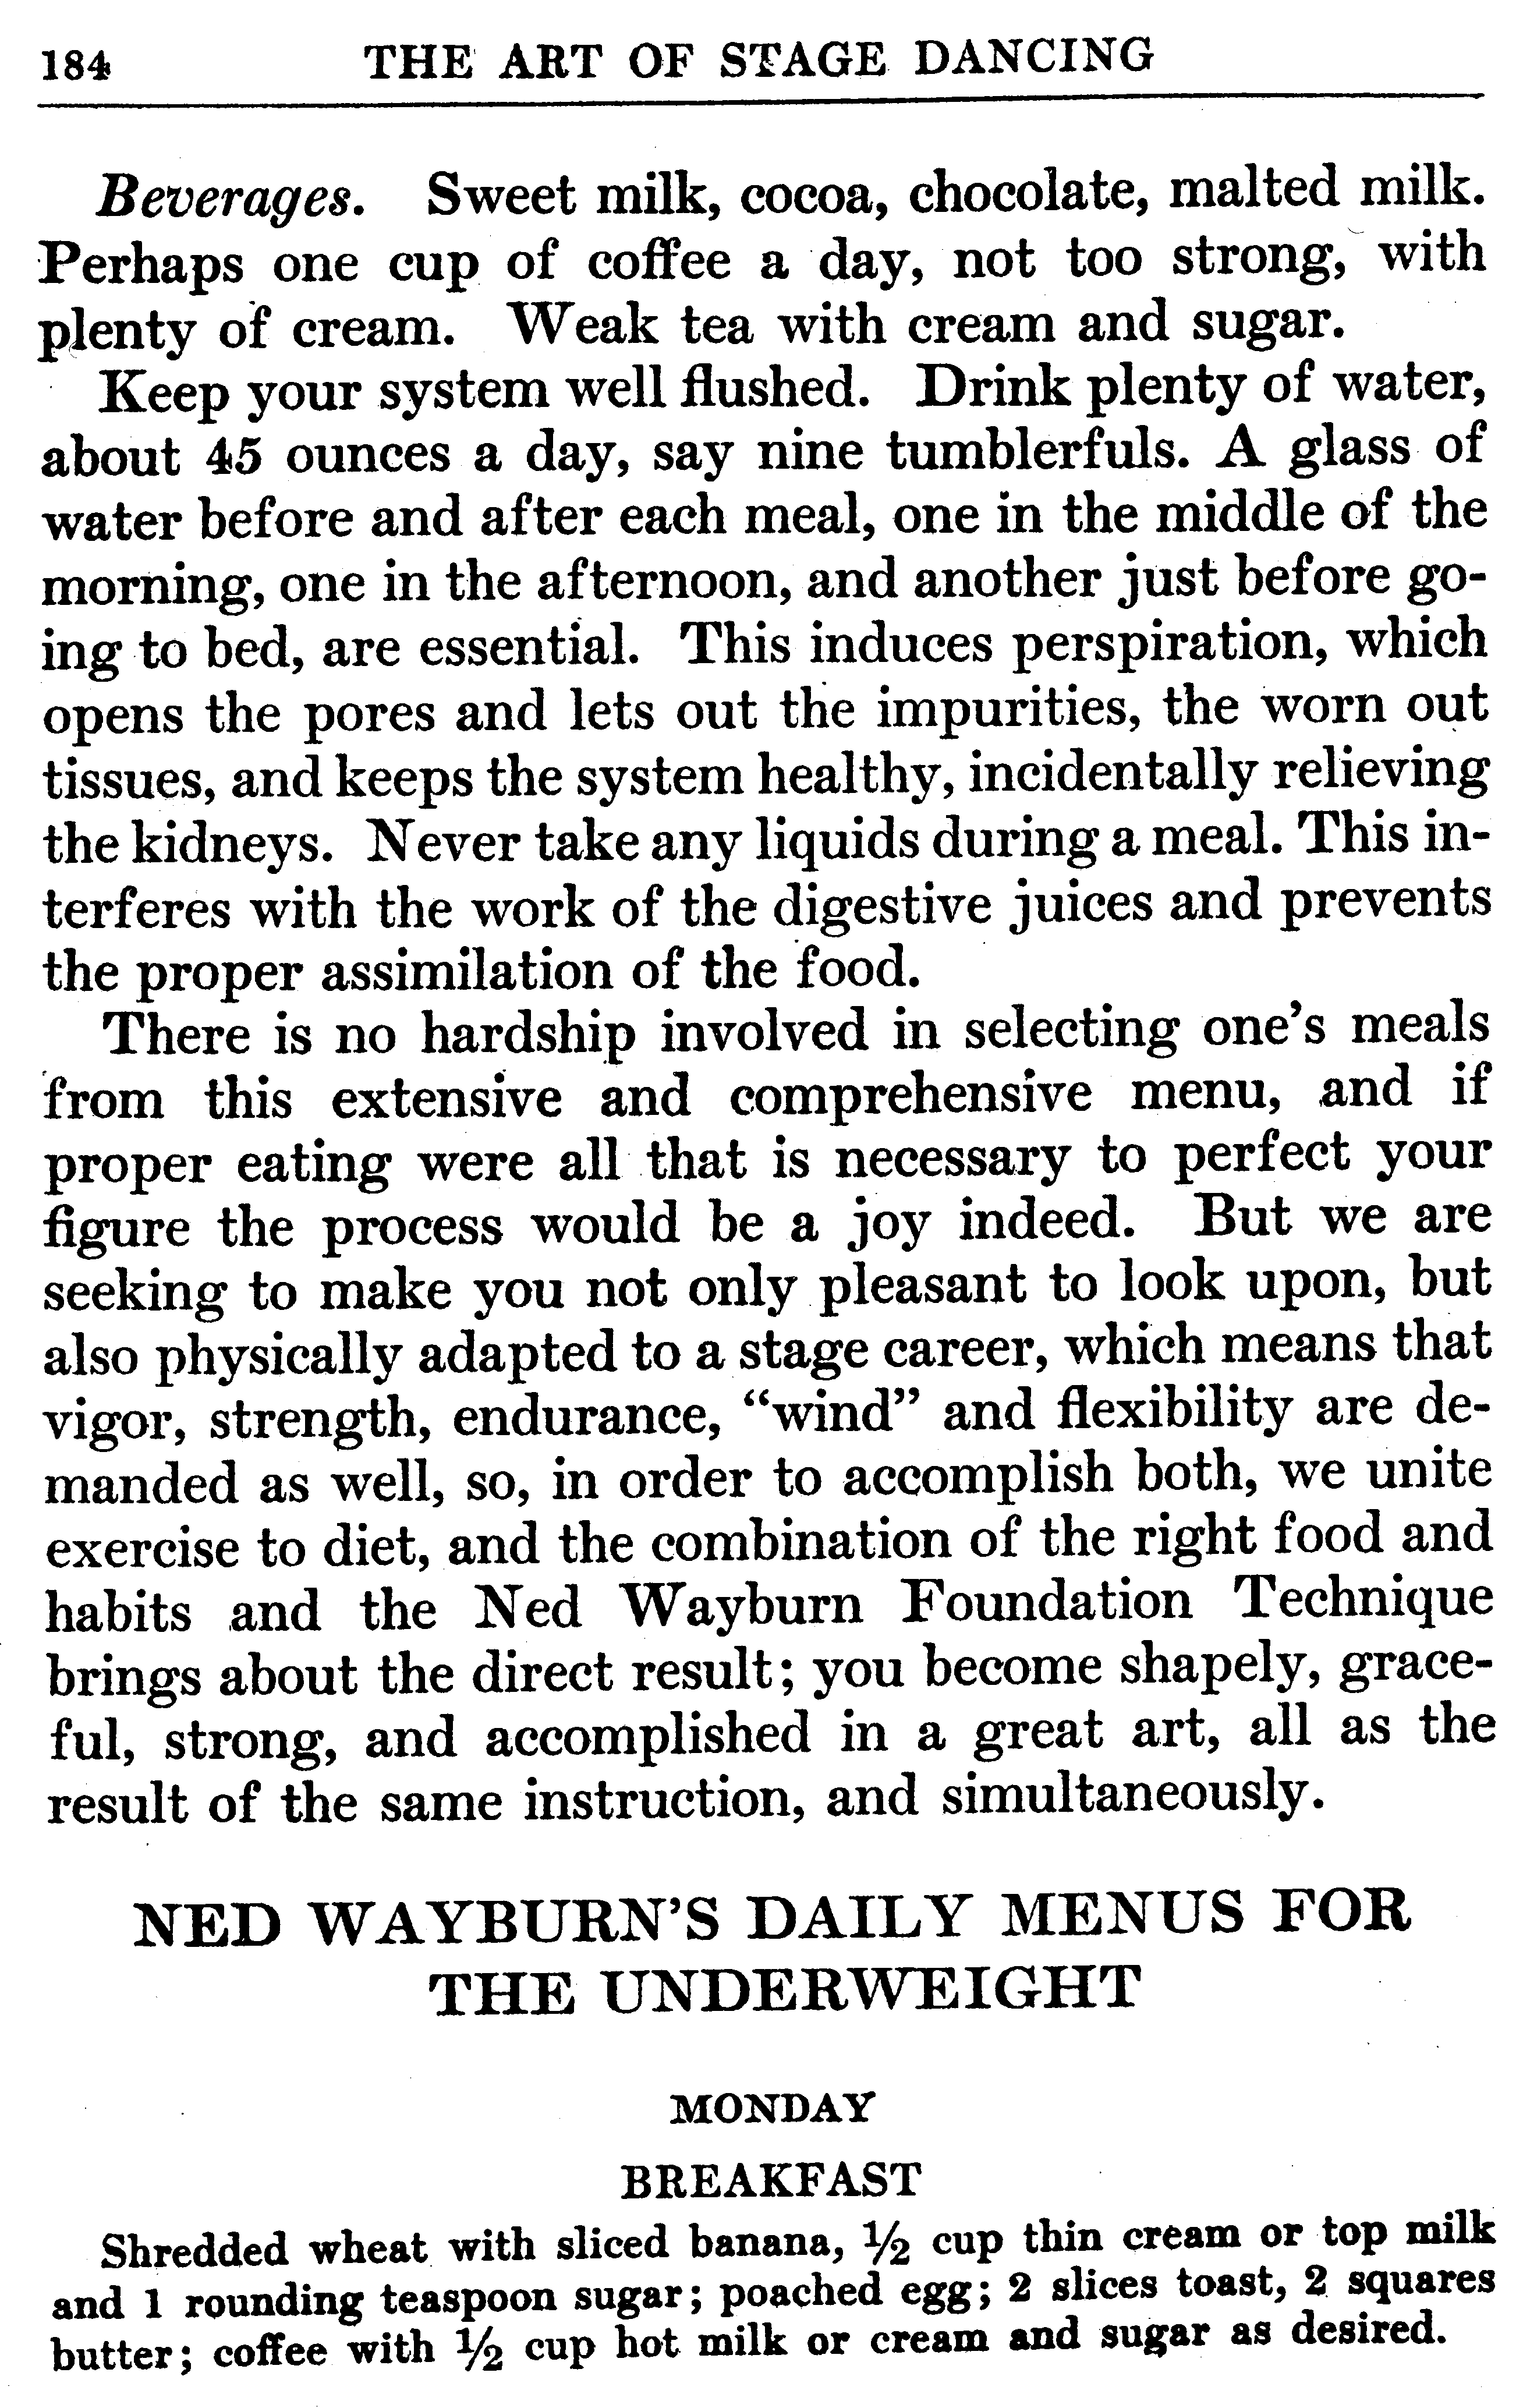 184 THE ART OF STAGE DANCING
Beverages. Sweet milk, cocoa, chocolate, malted milk.
Perhaps one cup of coffee a day, not too strong, with
plenty of cream. Weak tea with cream and sugar.
Keep your system well flushed. Drink plenty of water,
about 45 ounces a day, say nine tumblerfuls. A glass of
water before and after each meal, one in the middle of the
morning, one in the afternoon, and another just before go-
ing to bed, are essential. This induces perspiration, which
opens the pores and lets out the impurities, the worn out
tissues, and keeps the system healthy, incidentally relieving
the kidneys. Never take any liquids during a meal. This in-
terferes with the work of the digestive juices and prevents
the proper assimilation of the food.
There is no hardship involved in selecting one's meals
from this extensive and comprehensive menu, and if
proper eating were all that is necessary to perfect your
figure the process would be a joy indeed. But we are
seeking to make you not only pleasant to look upon, but
also physically adapted to a stage career, which means that
vigor, strength, endurance, "wind" and flexibility are de-
manded as well, so, in order to accomplish both, we unite
exercise to diet, and the combination of the right food and
habits and the Ned Wayburn Foundation Technique
brings about the direct result; you become shapely, grace-
ful, strong, and accomplished in a great art, all as the
result of the same instruction, and simultaneously.
NED WAYBURN'S DAILY MENUS FOR
THE UNDERWEIGHT
MONDAY
BREAKFAST
Shredded wheat with sliced banana, ½ cup thin cream or top milk
and 1 rounding teaspoon sugar; poached egg; 2 slices toast, 2 squares
butter; coffee with ½ cup hot milk or cream and sugar as desired.